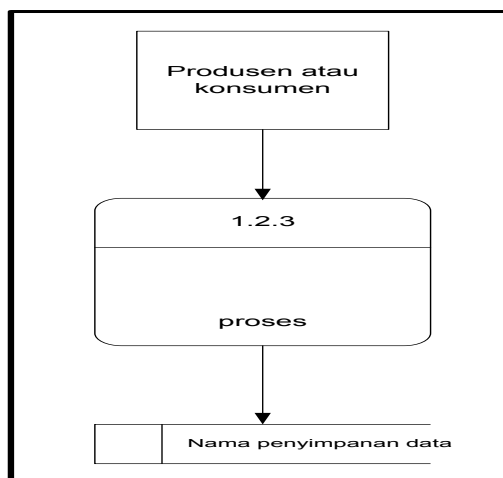 Produsen atau
konsumen
1.2.3
proses
Nama penyimpanan data